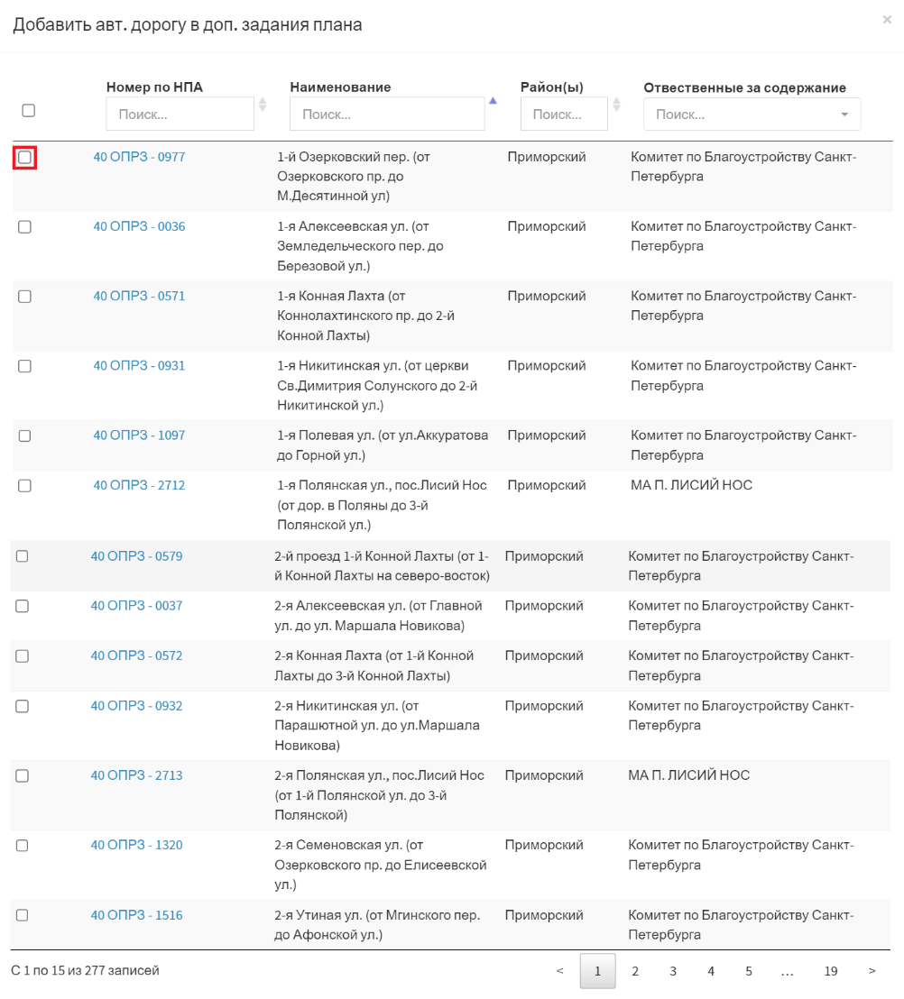 Добавить авт. дорогу в доп. задания плана
×
Номер по НПА
Наименование
Район(ы)
Отвественные за содержание
Поиск...
Поиск...
Поиск...
Поиск...
40 ОПРЗ - 0977
1-й Озерковский пер. (от
Озерковского пр. до
М.Десятинной ул)
Приморский
Комитет по Благоустройству Санкт-
Петербурга
40 ОПРЗ - 0036
1-я Алексеевская ул. (от
Земледельческого пер. до
Березовой ул.)
Приморский
Комитет по Благоустройству Санкт-
Петербурга
40 ОПРЗ - 0571
1-я Конная Лахта (от
Коннолахтинского пр. до 2-й
Конной Лахты)
Приморский
Комитет по Благоустройству Санкт-
Петербурга
40 ОПРЗ - 0931
1-я Никитинская ул. (от церкви
Св.Димитрия Солунского до 2-й
Никитинской ул.)
Приморский
Комитет по Благоустройству Санкт-
Петербурга
40 ОПРЗ - 1097
1-я Полевая ул. (от ул.Аккуратова
до Горной ул.)
Приморский
Комитет по Благоустройству Санкт-
Петербурга
40 ОПРЗ - 2712
1-я Полянская ул., пос.Лисий Нос
(от дор. в Поляны до 3-й
Полянской ул.)
Приморский
МА П. ЛИСИЙ НОС
40 ОПРЗ - 0579
2-й проезд 1-й Конной Лахты (от 1-
й Конной Лахты на северо-восток)
Приморский
Комитет по Благоустройству Санкт-
Петербурга
40 ОПРЗ - 0037
2-я Алексеевская ул. (от Главной
ул. до ул. Маршала Новикова)
Приморский
Комитет по Благоустройству Санкт-
Петербурга
40 ОПРЗ - 0572
2-я Конная Лахта (от 1-й Конной
Лахты до 3-й Конной Лахты)
Приморский
Комитет по Благоустройству Санкт-
Петербурга
40 ОПРЗ - 0932
2-я Никитинская ул. (от
Парашютной ул. до ул.Маршала
Новикова)
Приморский
Комитет по Благоустройству Санкт-
Петербурга
40 ОПРЗ - 2713
2-я Полянская ул., пос.Лисий Нос
(от 1-й Полянской ул. до 3-й
Полянской)
Приморский
МА П. ЛИСИЙ НОС
40 ОПРЗ - 1320
2-я Семеновская ул. (от
Озерковского пр. до Елисеевской
ул.)
Приморский
Комитет по Благоустройству Санкт-
Петербурга
40 ОПРЗ - 1516
2-я Утиная ул. (от Мгинского пер.
до Афонской ул.)
Приморский
Комитет по Благоустройству Санкт-
Петербурга
С 1 по 15 из 277 записей
< 1 2 3 4 5 ... 19 >